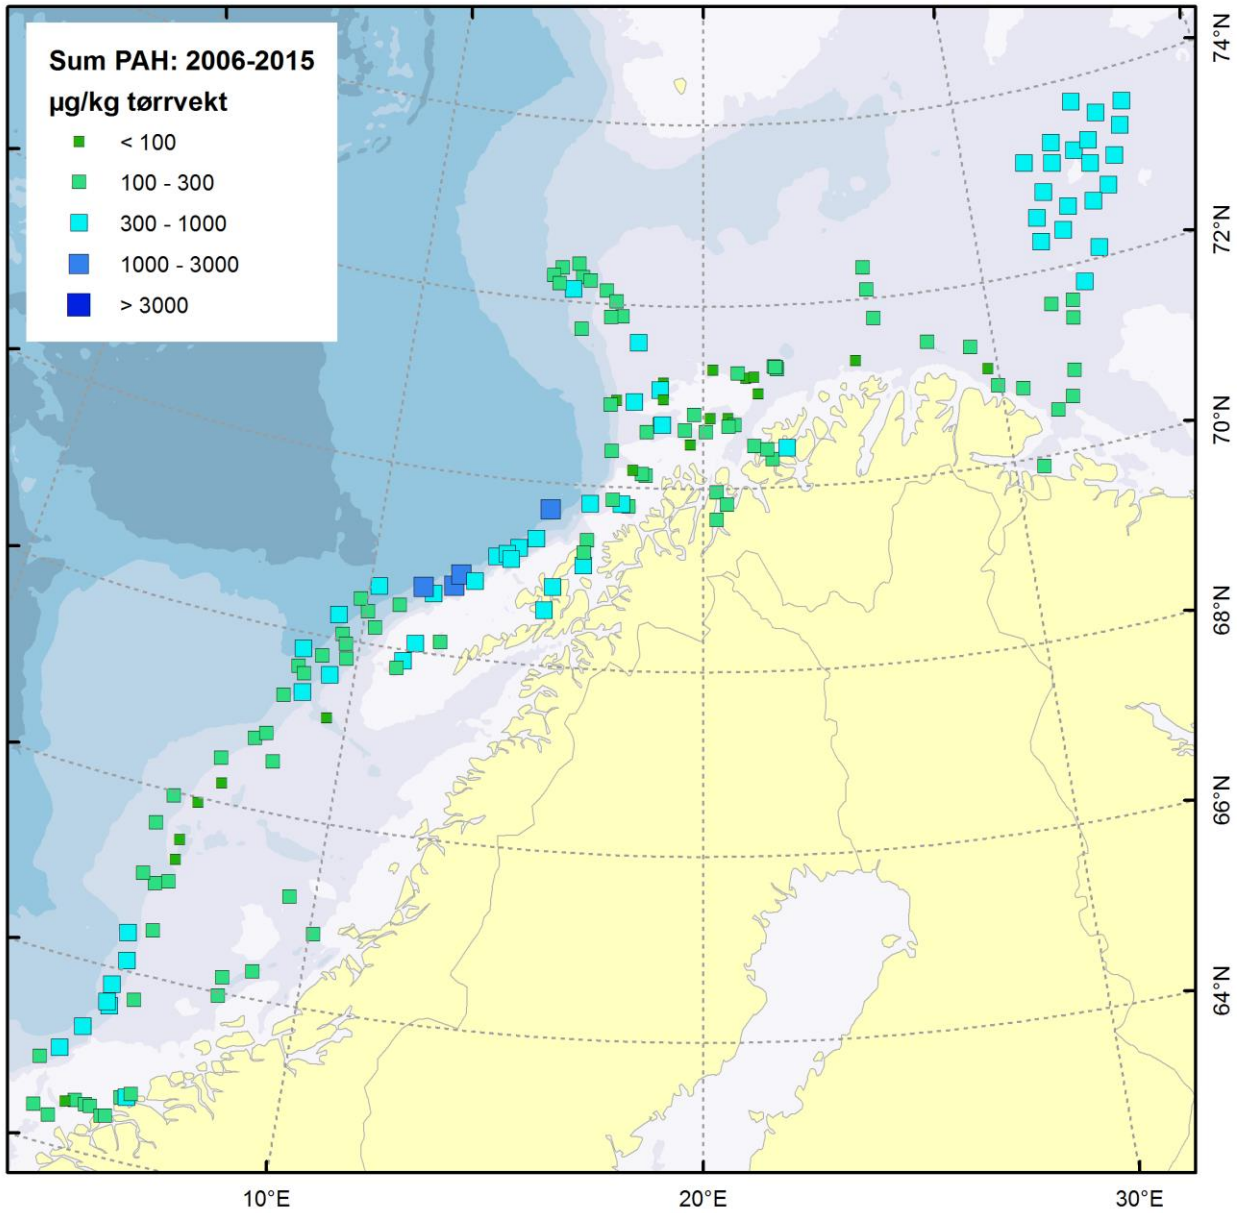 Sum PAH: 2006-2015
µg/kg tørrvekt
< 100
100 - 300
300 - 1000
1000 - 3000
> 3000
74°N
72°N
70°N
68°N
66°N
64°N
10°E
20°E
30°E